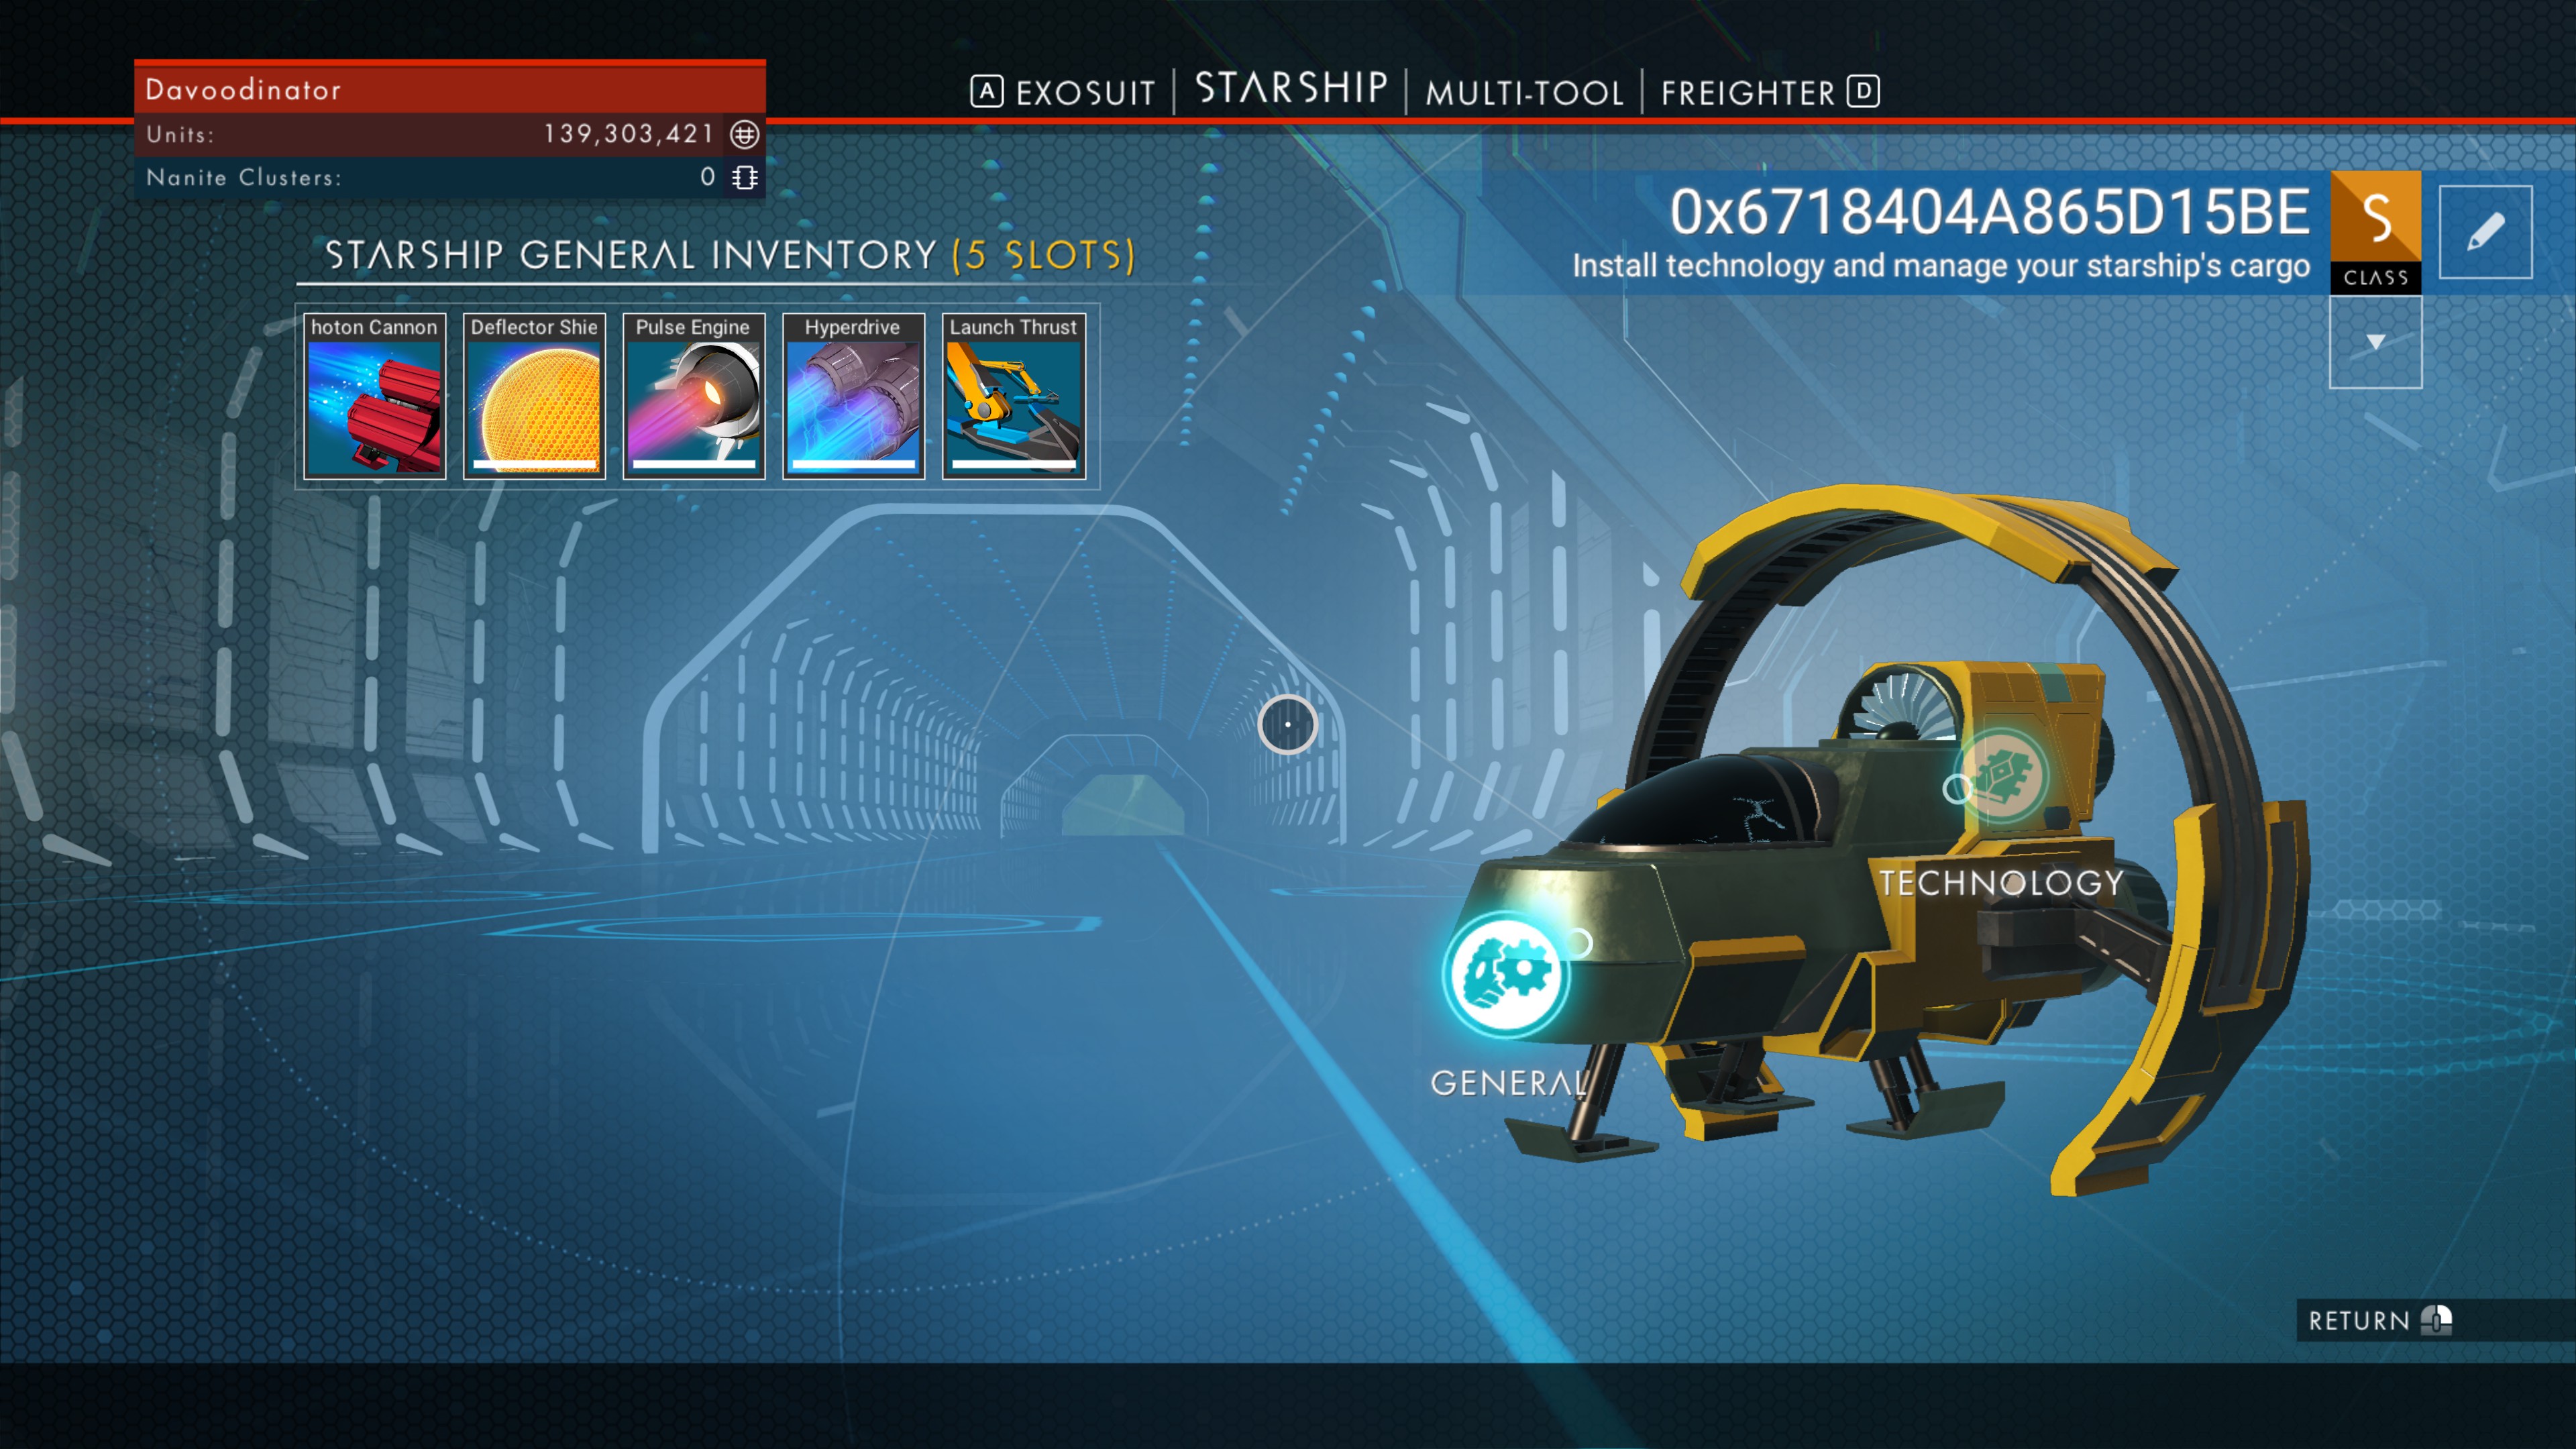 Davoodinator
Units: 139,303,421
Nanite Clusters: 0
A EXOSUIT STARSHIP MULTI-TOOL FREIGHTER D
0x6718404A865D15BE
Install technology and manage your starship's cargo
S
CLASS
STARSHIP GENERAL INVENTORY (5 SLOTS)
hoton Cannon Deflector Shie Pulse Engine Hyperdrive Launch Thrust
TECHNOLOGY
GENERAL
RETURN